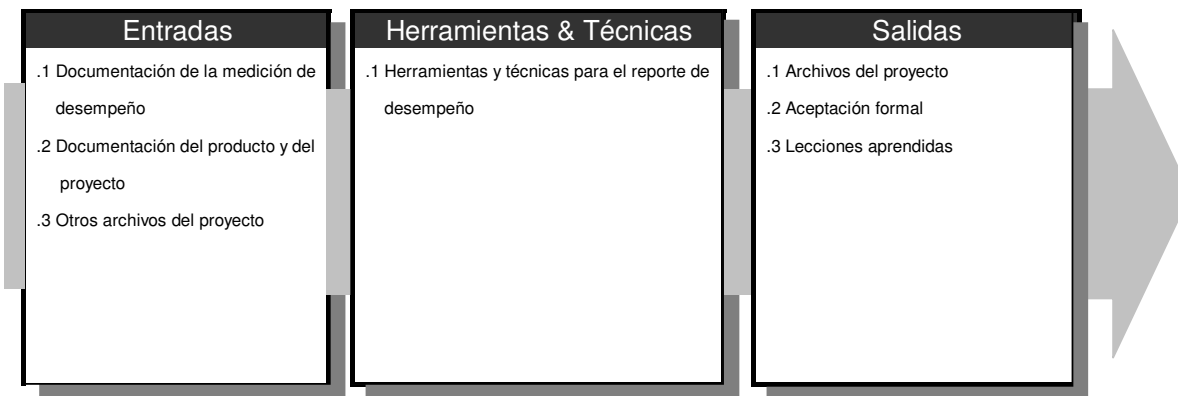 Entradas
.1 Documentación de la medición de
desempeño
.2 Documentación del producto y del
proyecto
.3 Otros archivos del proyecto
Herramientas & Técnicas
.1 Herramientas y técnicas para el reporte de
desempeño
Salidas
.1 Archivos del proyecto
.2 Aceptación formal
.3 Lecciones aprendidas